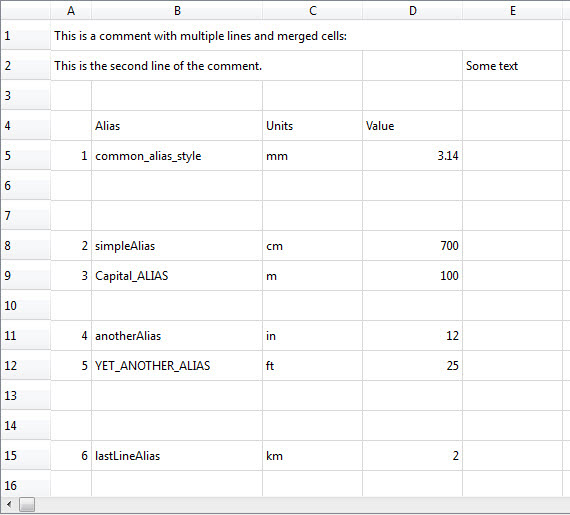 A B C D E
1 This is a comment with multiple lines and merged cells:
2 This is the second line of the comment. Some text
3
4 Alias Units Value
5 1 common_alias_style mm 3.14
6
7
8 2 simpleAlias cm 700
9 3 Capital_ALIAS m 100
10
11 4 anotherAlias in 12
12 5 YET_ANOTHER_ALIAS ft 25
13
14
15 6 lastLineAlias km 2
16